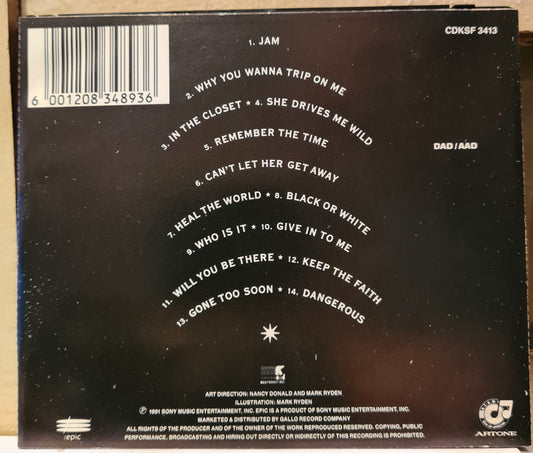 CDKSF 3413
6 001208 348936
1. JAM
2. WHY YOU WANNA TRIP ON ME
3. IN THE CLOSET * 4. SHE DRIVES ME WILD
5. REMEMBER THE TIME
DAD/AAD
6. CAN'T LET HER GET AWAY
7. HEAL THE WORLD * 8. BLACK OR WHITE
9. WHO IS IT * 10. GIVE IN TO ME
11. WILL YOU BE THERE * 12. KEEP THE FAITH
13. GONE TOO SOON * 14. DANGEROUS
ART DIRECTION: NANCY DONALD AND MARK RYDEN
ILLUSTRATION: MARK RYDEN
℗ 1991 SONY MUSIC ENTERTAINMENT, INC. EPIC IS A PRODUCT OF SONY MUSIC ENTERTAINMENT, INC.
MARKETED & DISTRIBUTED BY GALLO RECORD COMPANY
ALL RIGHTS OF THE PRODUCER AND OF THE OWNER OF THE WORK REPRODUCED RESERVED. COPYING, PUBLIC
PERFORMANCE, BROADCASTING AND HIRING OUT DIRECTLY OR INDIRECTLY OF THIS RECORDING IS PROHIBITED.
epic
ARTONE